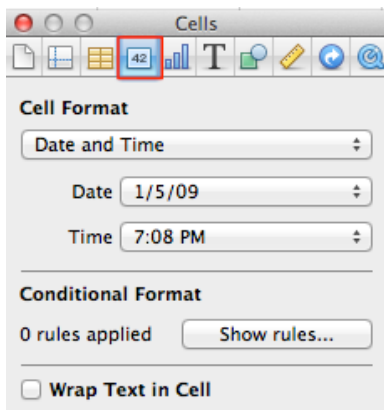 Cells
42
T
Cell Format
Date and Time
Date 1/5/09
Time 7:08 PM
Conditional Format
0 rules applied Show rules...
Wrap Text in Cell